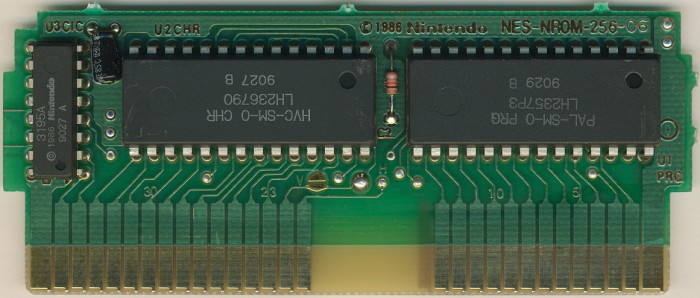 U3CIC
U2CHR
©1986 Nintendo
NES-NROM-256-06
3195A
© 1986 Nintendo
9027 A
HVC-SM-0 CHR
LH236790
9027 B
PAL-SM-0 PRG
LH2357P3
9029 B
U1
PRG
30
23
10
5